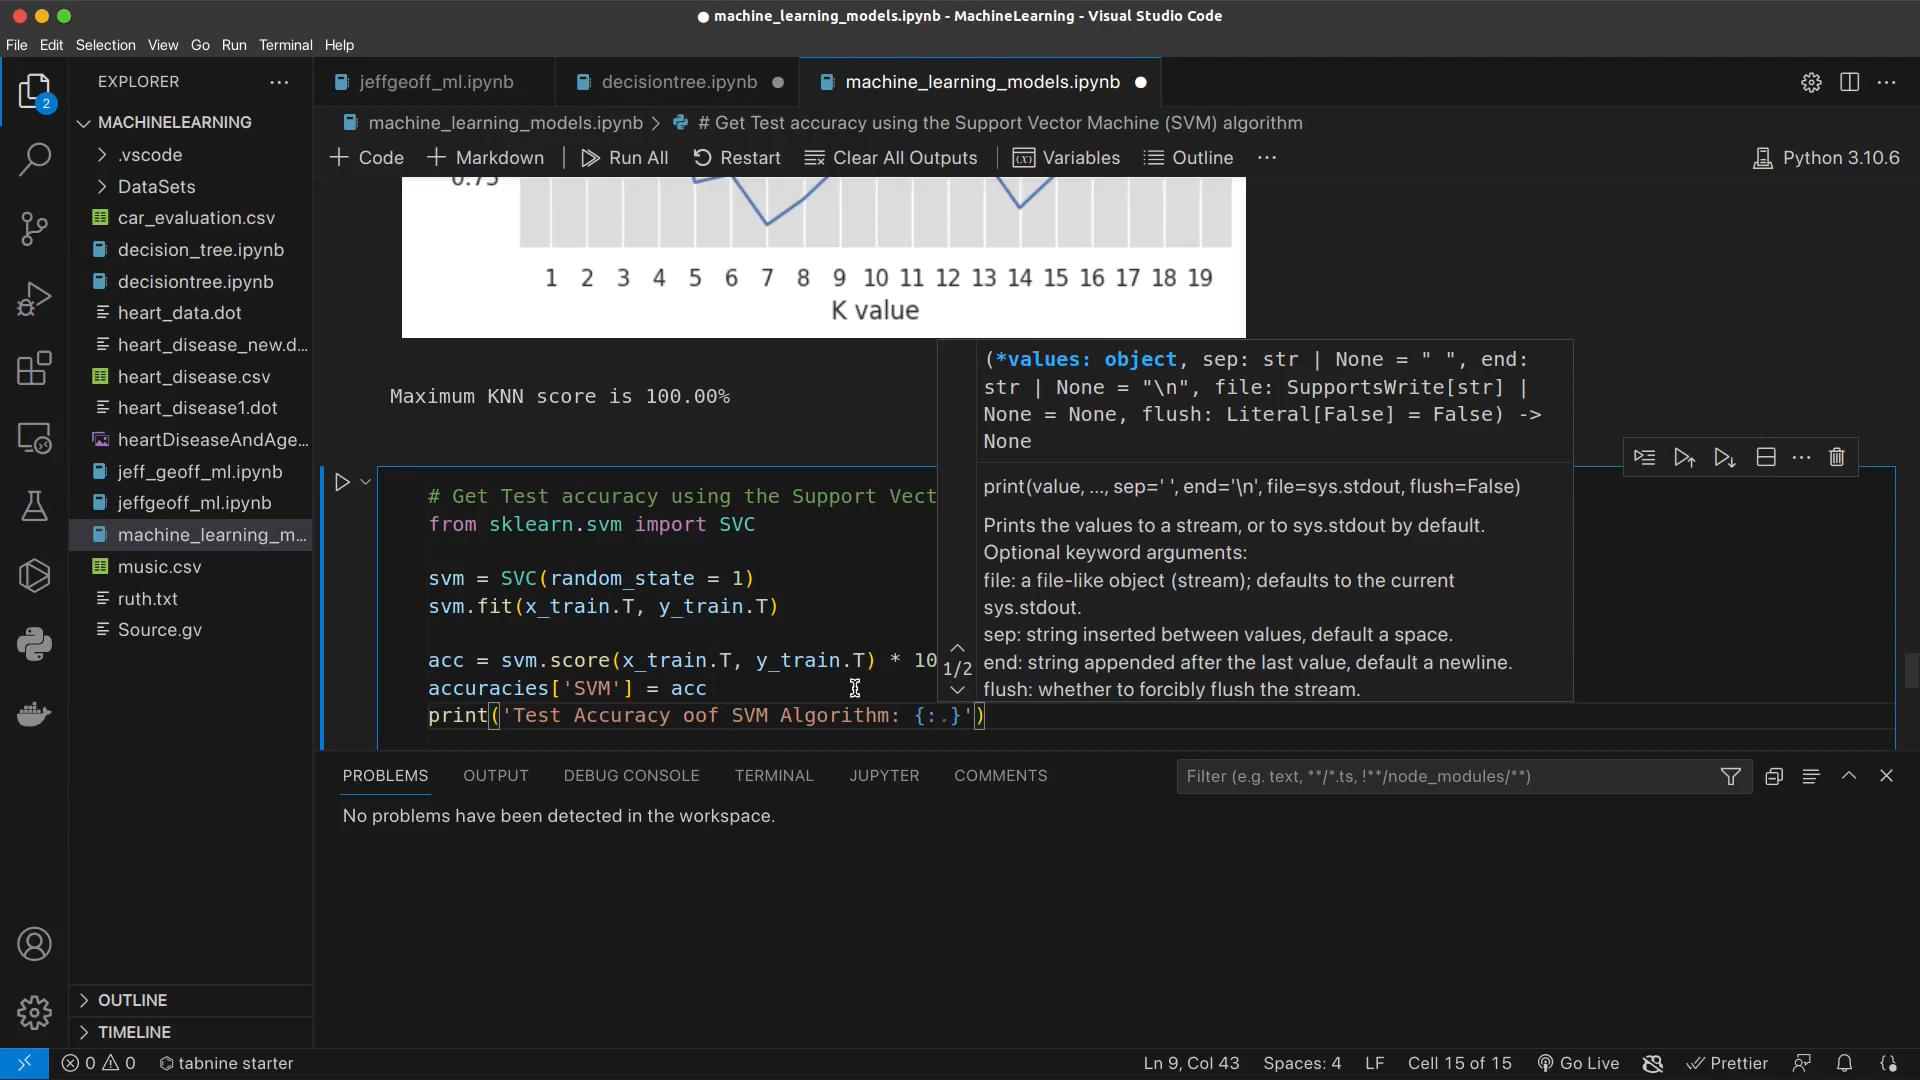 machine_learning_models.ipynb - MachineLearning - Visual Studio Code
File Edit Selection View Go Run Terminal Help
EXPLORER
jeffgeoff_ml.ipynb
decisiontree.ipynb
machine_learning_models.ipynb
2
MACHINELEARNING
.vscode
DataSets
car_evaluation.csv
decision_tree.ipynb
decisiontree.ipynb
heart_data.dot
heart_disease_new.d...
heart_disease.csv
heart_disease1.dot
heartDiseaseAndAge...
jeff_geoff_ml.ipynb
jeffgeoff_ml.ipynb
machine_learning_m...
music.csv
ruth.txt
Source.gv
OUTLINE
TIMELINE
machine_learning_models.ipynb > # Get Test accuracy using the Support Vector Machine (SVM) algorithm
+ Code + Markdown Run All Restart Clear All Outputs Variables Outline ... Python 3.10.6
0.75
1 2 3 4 5 6 7 8 9 10 11 12 13 14 15 16 17 18 19
K value
Maximum KNN score is 100.00%
# Get Test accuracy using the Support Vect
from sklearn.svm import SVC
svm = SVC(random_state = 1)
svm.fit(x_train.T, y_train.T)
acc = svm.score(x_train.T, y_train.T) * 10
accuracies['SVM'] = acc
print('Test Accuracy oof SVM Algorithm: {:.}')
1/2
(*values: object, sep: str | None = " ", end:
str | None = "\n", file: SupportsWrite[str] |
None = None, flush: Literal[False] = False) ->
None
print(value, ..., sep=' ', end='\n', file=sys.stdout, flush=False)
Prints the values to a stream, or to sys.stdout by default.
Optional keyword arguments:
file: a file-like object (stream); defaults to the current
sys.stdout.
sep: string inserted between values, default a space.
end: string appended after the last value, default a newline.
flush: whether to forcibly flush the stream.
PROBLEMS OUTPUT DEBUG CONSOLE TERMINAL JUPYTER COMMENTS
Filter (e.g. text, **/*.ts, !**/node_modules/**)
No problems have been detected in the workspace.
0 0 tabnine starter
Ln 9, Col 43 Spaces: 4 LF Cell 15 of 15 Go Live Prettier